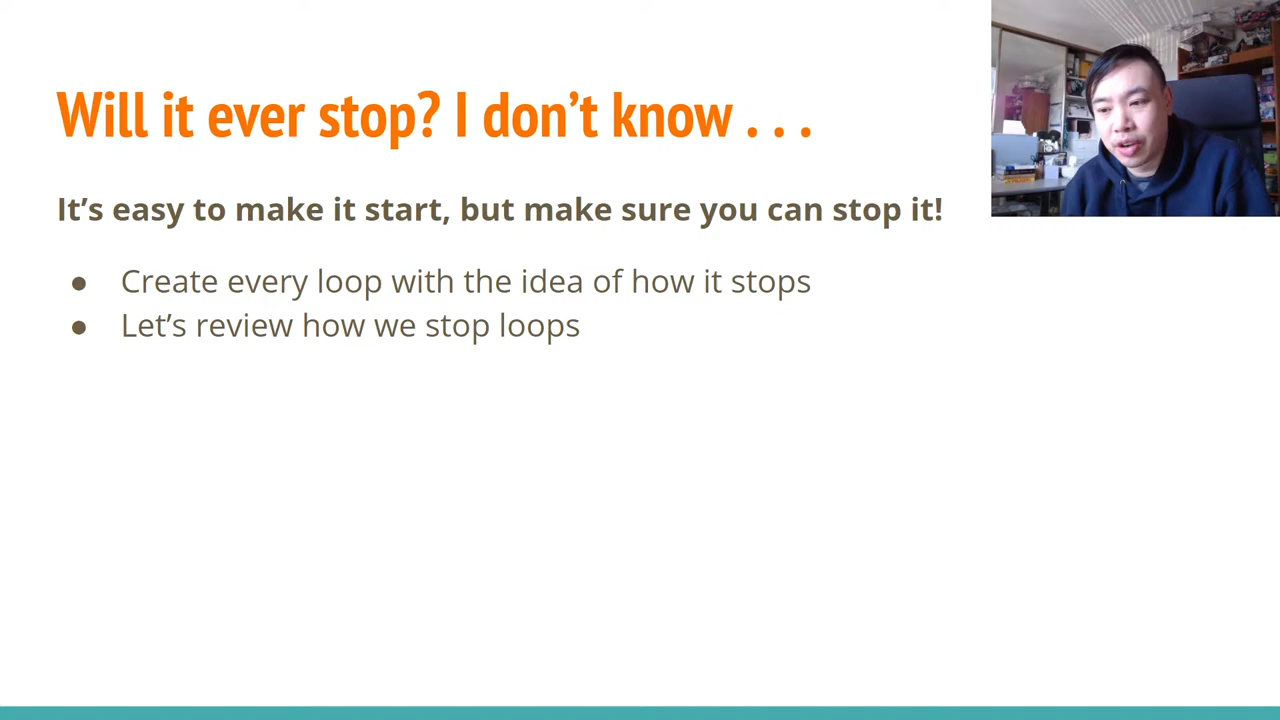 Will it ever stop? I don’t know . . .
It’s easy to make it start, but make sure you can stop it!
● Create every loop with the idea of how it stops
● Let’s review how we stop loops